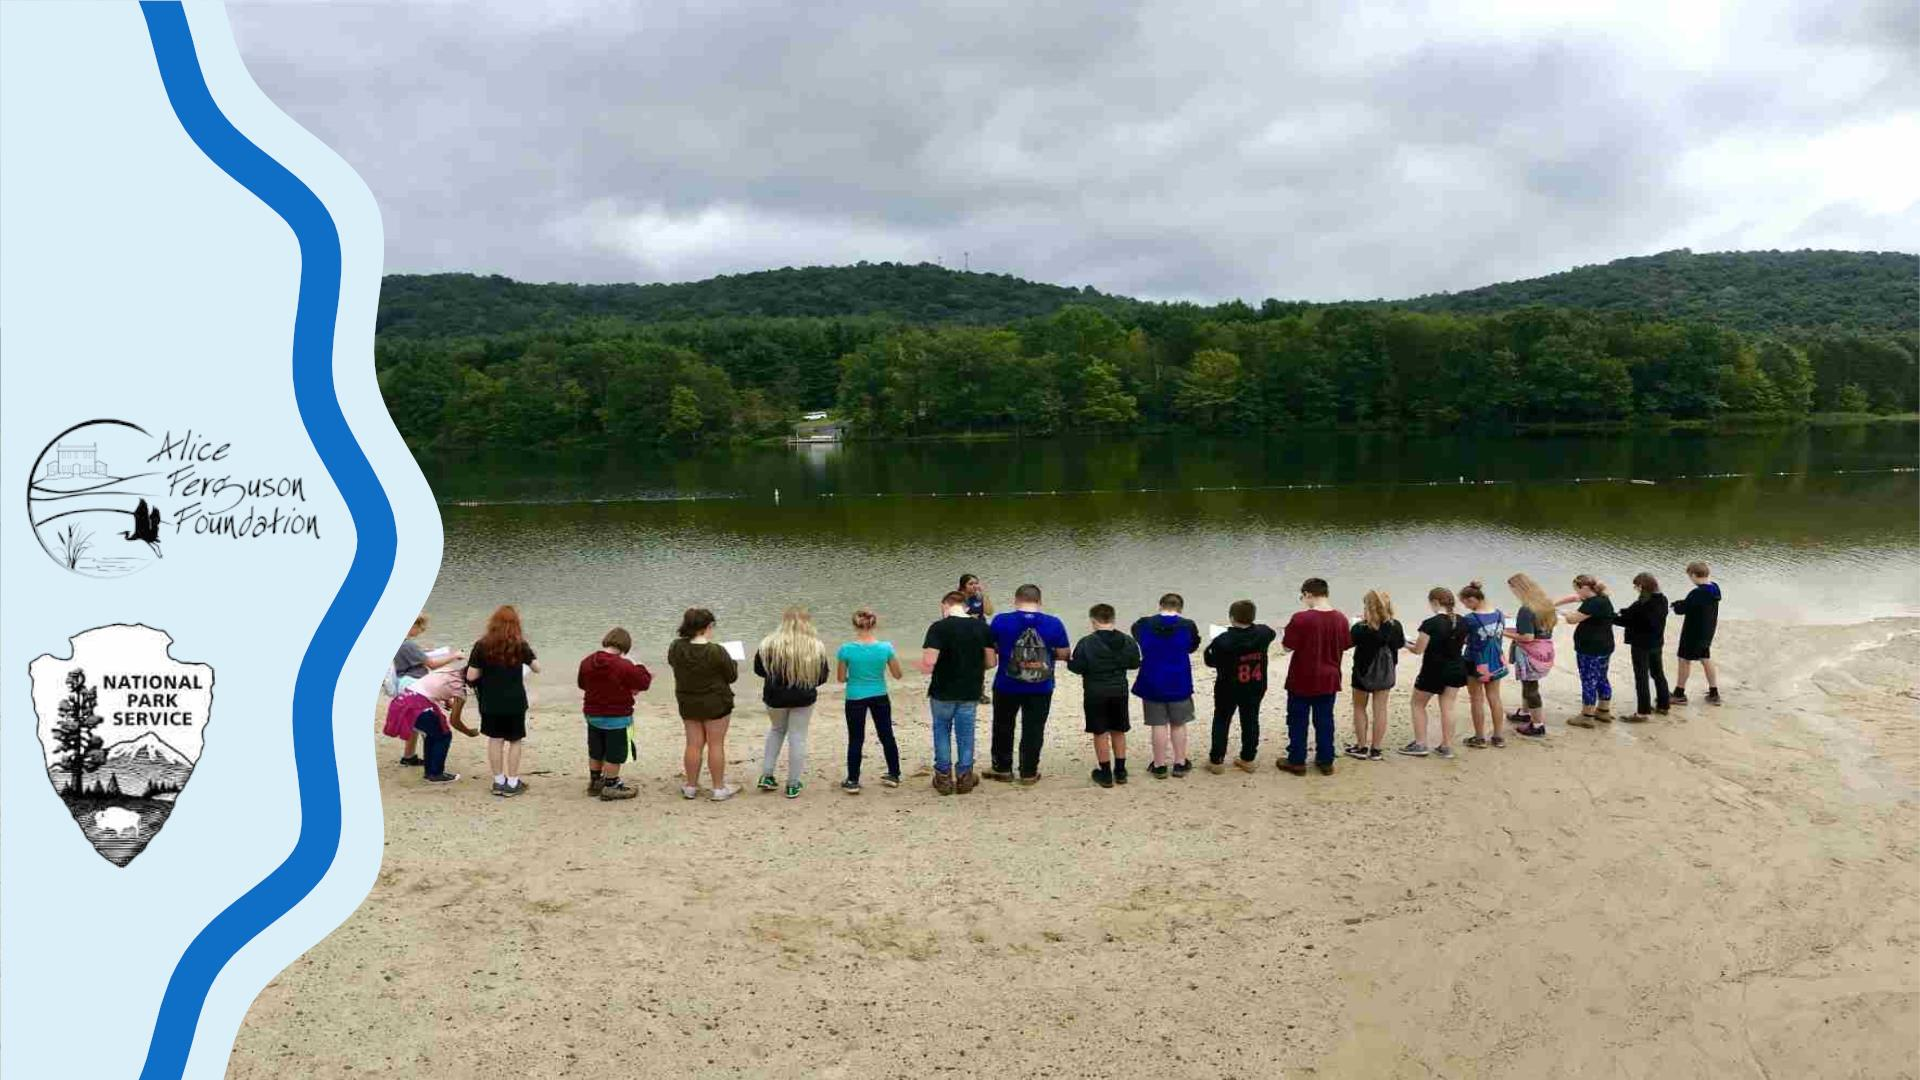 Alice
Ferguson
Foundation
NATIONAL
PARK
SERVICE
84